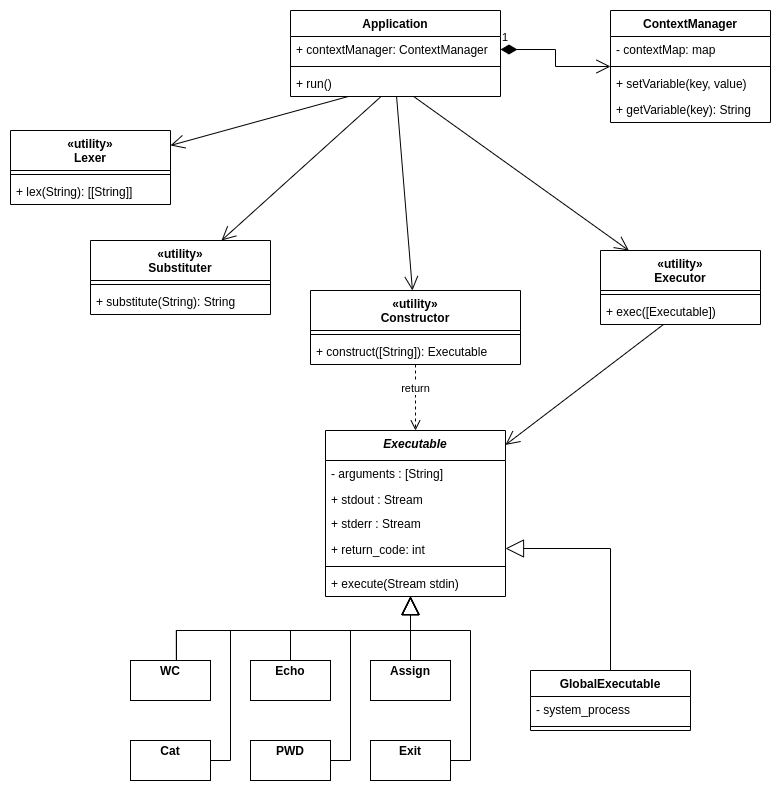 Application
+ contextManager: ContextManager
+ run()
1
ContextManager
- contextMap: map
+ setVariable(key, value)
+ getVariable(key): String
«utility»
Lexer
+ lex(String): [[String]]
«utility»
Substituter
+ substitute(String): String
«utility»
Constructor
+ construct([String]): Executable
«utility»
Executor
+ exec([Executable])
return
Executable
- arguments : [String]
+ stdout : Stream
+ stderr : Stream
+ return_code: int
+ execute(Stream stdin)
WC
Echo
Assign
Cat
PWD
Exit
GlobalExecutable
- system_process